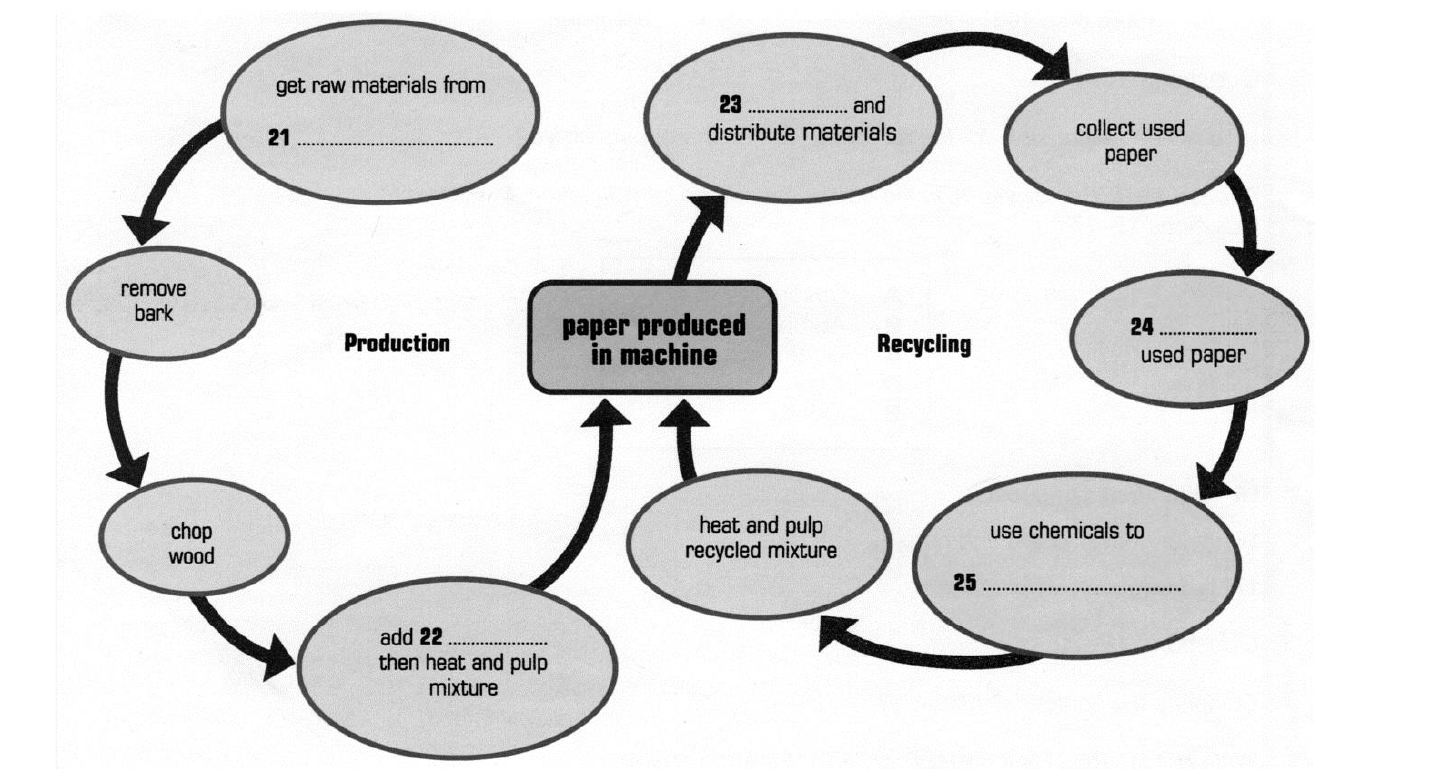 get raw materials from
21 ........................................
remove
bark
chop
wood
add 22 ....................
then heat and pulp
mixture
Production
paper produced
in machine
23 .................... and
distribute materials
collect used
paper
24 ....................
used paper
use chemicals to
25 ........................................
heat and pulp
recycled mixture
Recycling